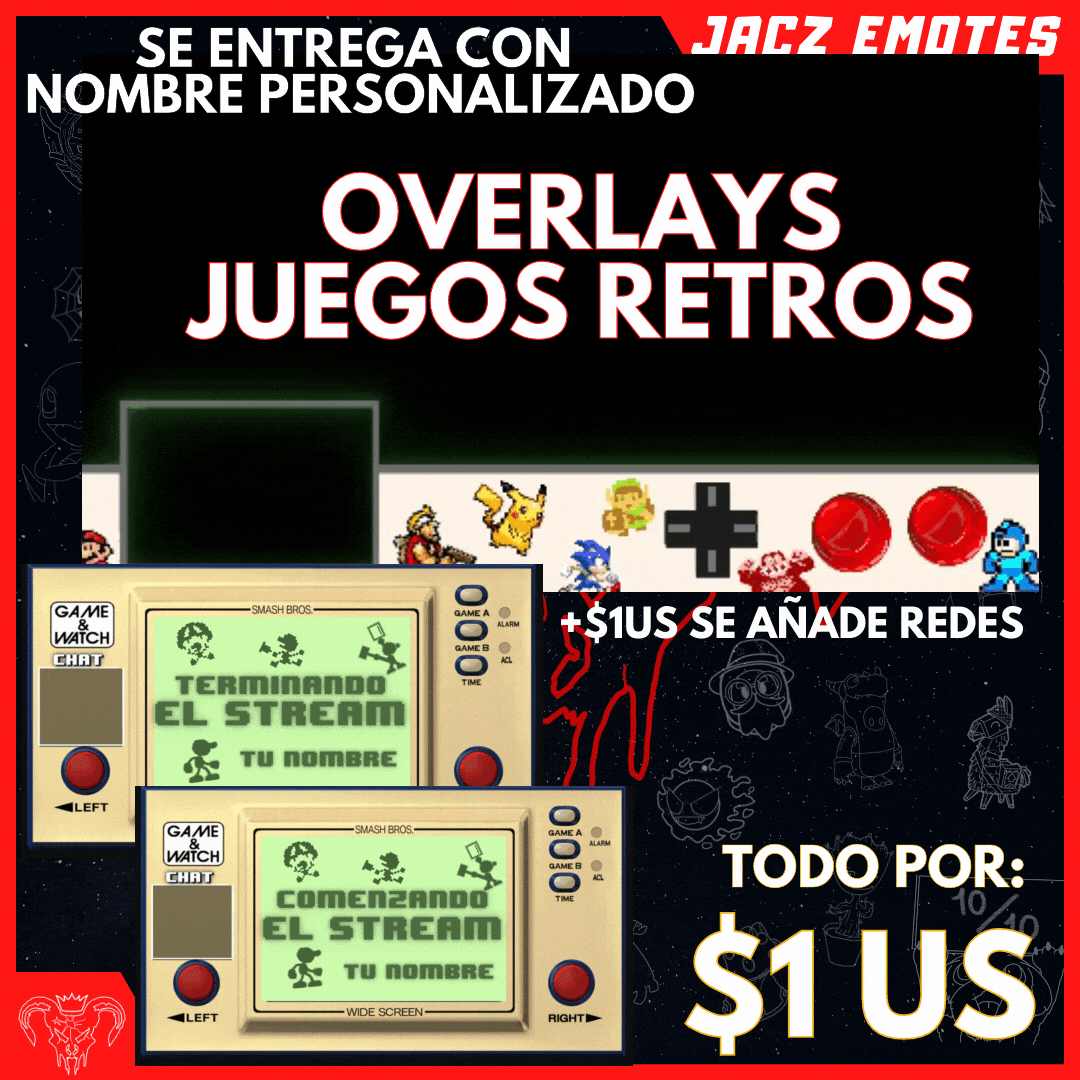 JACZ EMOTES
SE ENTREGA CON
NOMBRE PERSONALIZADO
OVERLAYS
JUEGOS RETROS
+$1US SE AÑADE REDES
GAME
&
WATCH
CHAT
SMASH BROS.
TERMINANDO
EL STREAM
TU NOMBRE
GAME A
ALARM
GAME B
ACL
TIME
◄LEFT
GAME
&
WATCH
CHAT
SMASH BROS.
COMENZANDO
EL STREAM
TU NOMBRE
WIDE SCREEN
GAME A
ALARM
GAME B
ACL
TIME
◄LEFT
RIGHT►
TODO POR:
10/10
$1 US